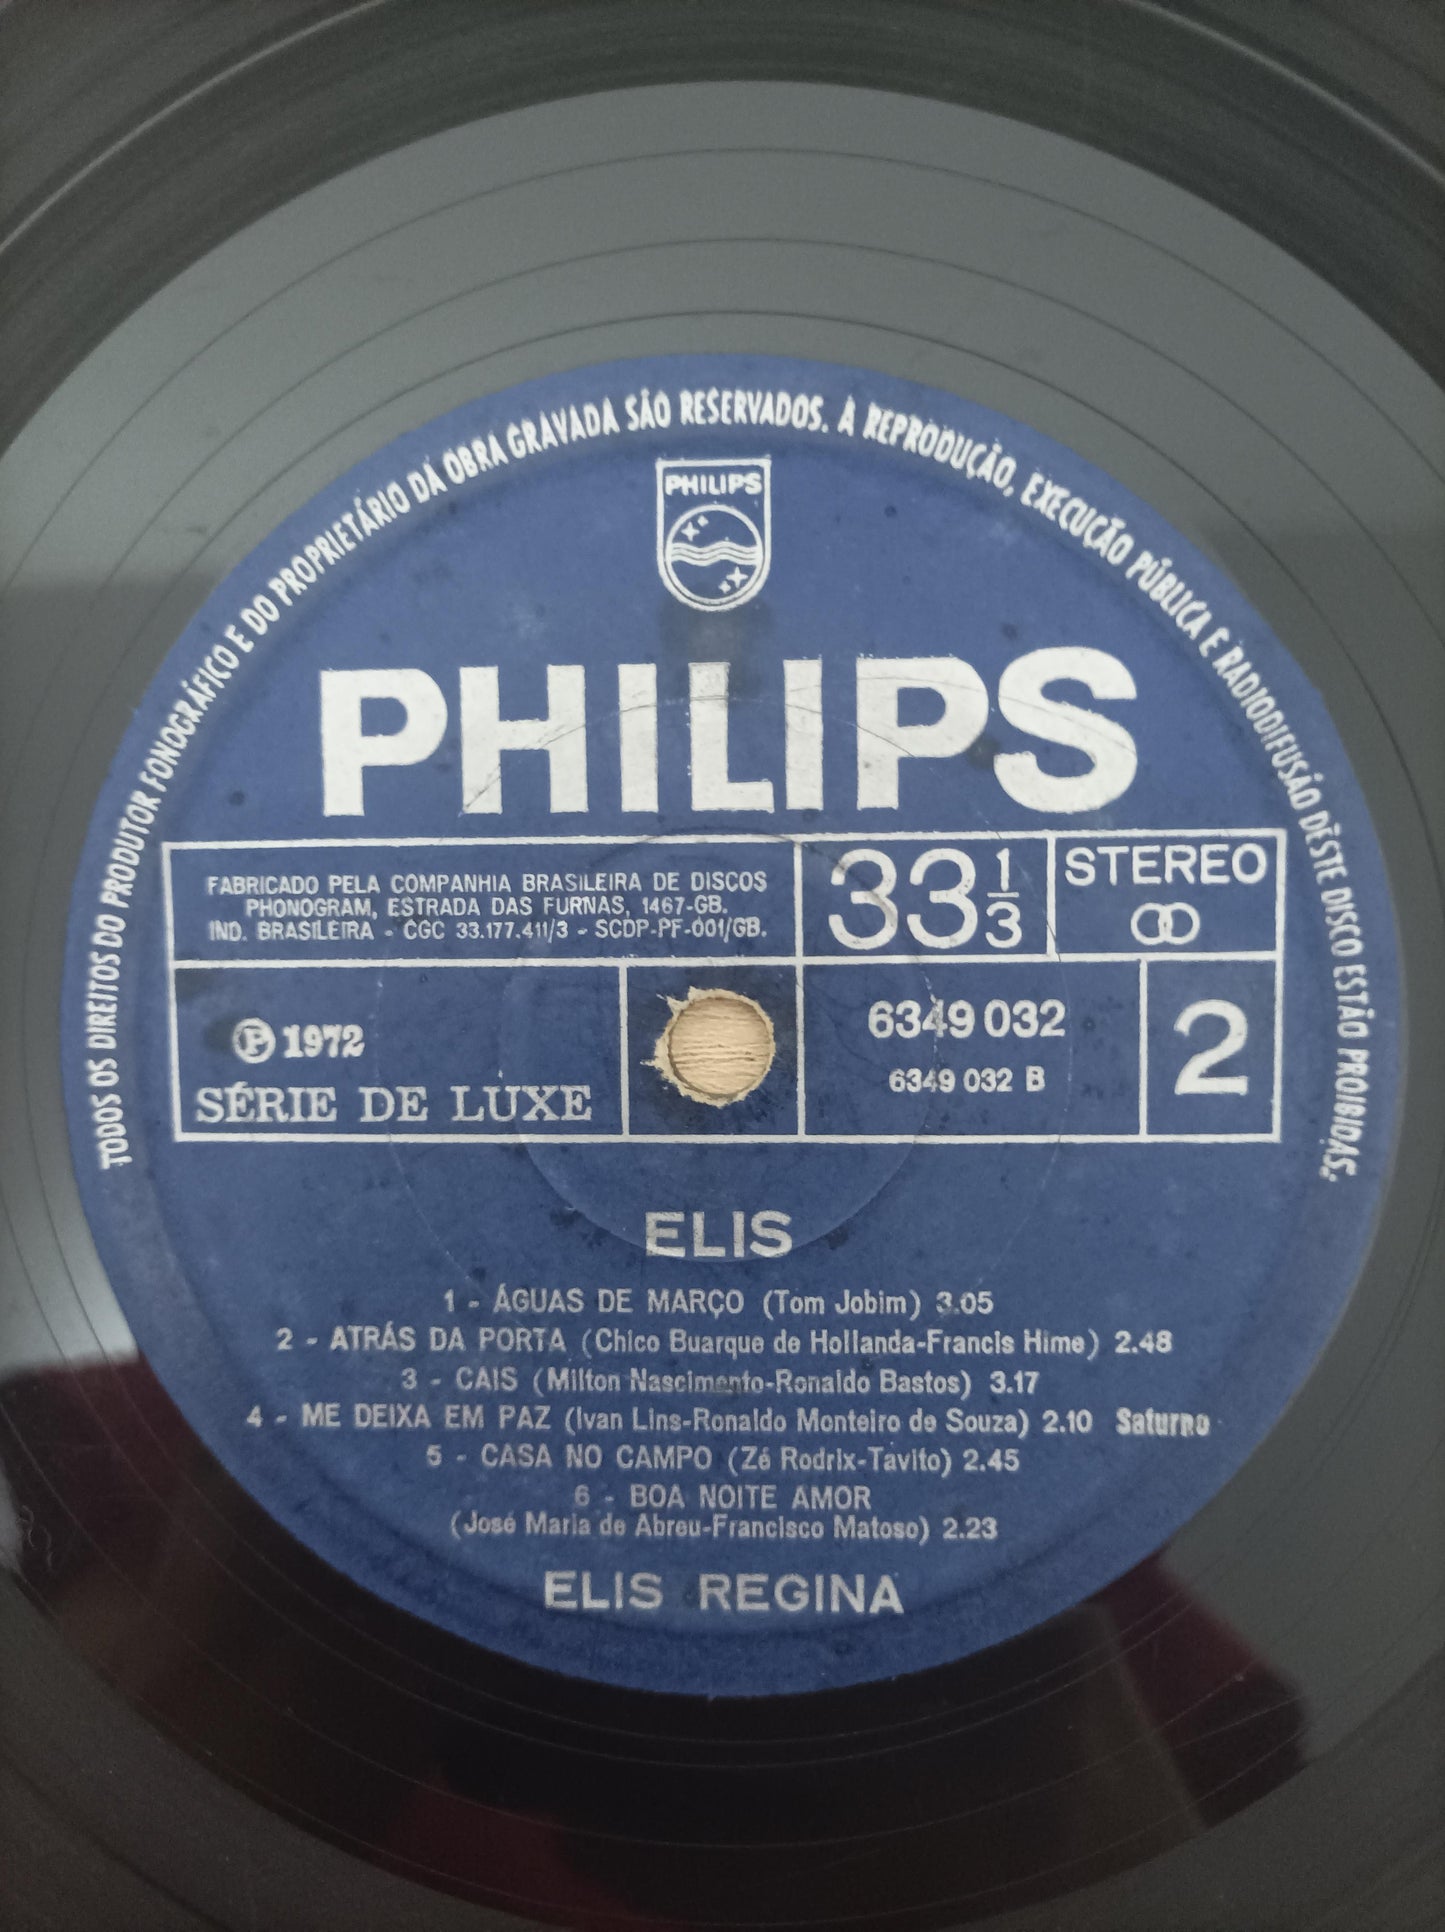 TODOS OS DIREITOS DO PRODUTOR FONOGRÁFICO E DO PROPRIETÁRIO DA OBRA GRAVADA SÃO RESERVADOS. A REPRODUÇÃO, EXECUÇÃO PÚBLICA E RADIODIFUSÃO DÊSTE DISCO ESTÃO PROIBIDAS.
PHILIPS
PHILIPS
FABRICADO PELA COMPANHIA BRASILEIRA DE DISCOS
PHONOGRAM, ESTRADA DAS FURNAS, 1467-GB.
IND. BRASILEIRA - CGC 33.177.411/3 - SCDP-PF-001/GB.
33 1/3
STEREO
Ⓟ 1972
SÉRIE DE LUXE
6349 032
6349 032 B
2
ELIS
1 - ÁGUAS DE MARÇO (Tom Jobim) 3.05
2 - ATRÁS DA PORTA (Chico Buarque de Hollanda-Francis Hime) 2.48
3 - CAIS (Milton Nascimento-Ronaldo Bastos) 3.17
4 - ME DEIXA EM PAZ (Ivan Lins-Ronaldo Monteiro de Souza) 2.10 Saturno
5 - CASA NO CAMPO (Zé Rodrix-Tavito) 2.45
6 - BOA NOITE AMOR
(José Maria de Abreu-Francisco Matoso) 2.23
ELIS REGINA